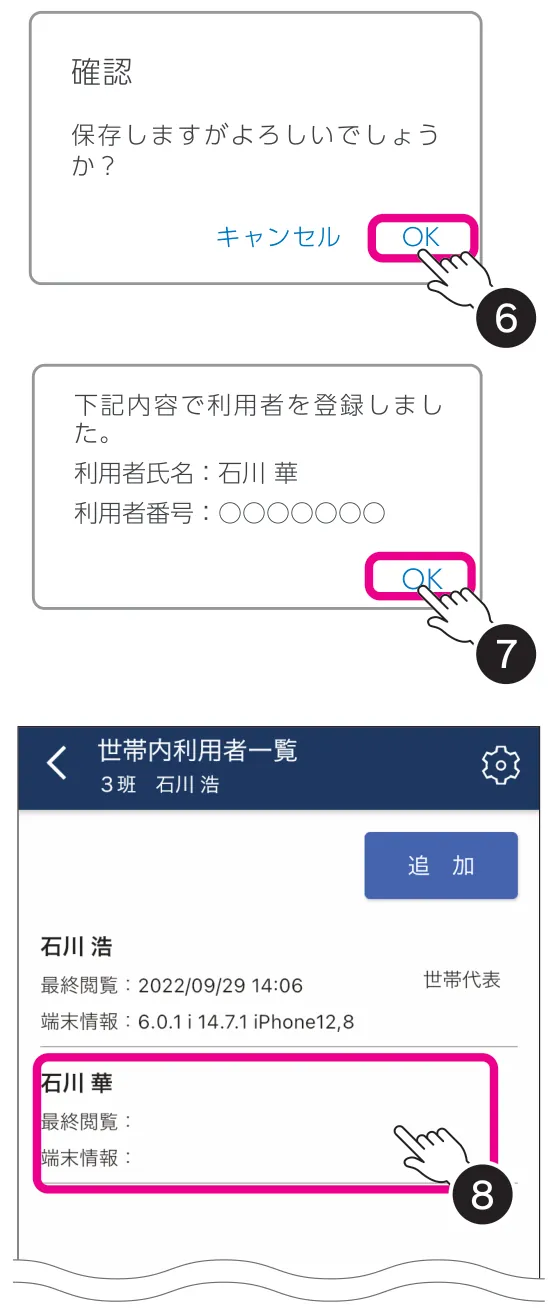 確認
保存しますがよろしいでしょう
か？
キャンセル OK
6
下記内容で利用者を登録しまし
た。
利用者氏名：石川 華
利用者番号：○○○○○○○
OK
7
世帯内利用者一覧
3班　石川 浩
追　加
石川 浩
最終閲覧：2022/09/29 14:06 世帯代表
端末情報：6.0.1 i 14.7.1 iPhone12,8
石川 華
最終閲覧：
端末情報：
8